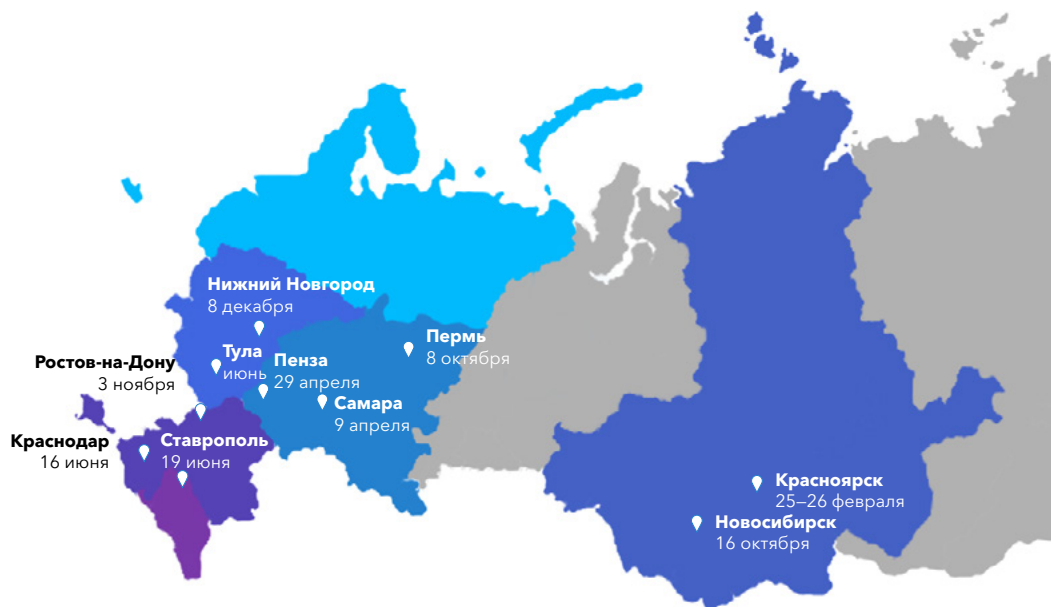 Нижний Новгород
8 декабря
Ростов-на-Дону
3 ноября
Тула
июнь
Пенза
29 апреля
Пермь
8 октября
Самара
9 апреля
Краснодар
16 июня
Ставрополь
19 июня
Красноярск
25–26 февраля
Новосибирск
16 октября